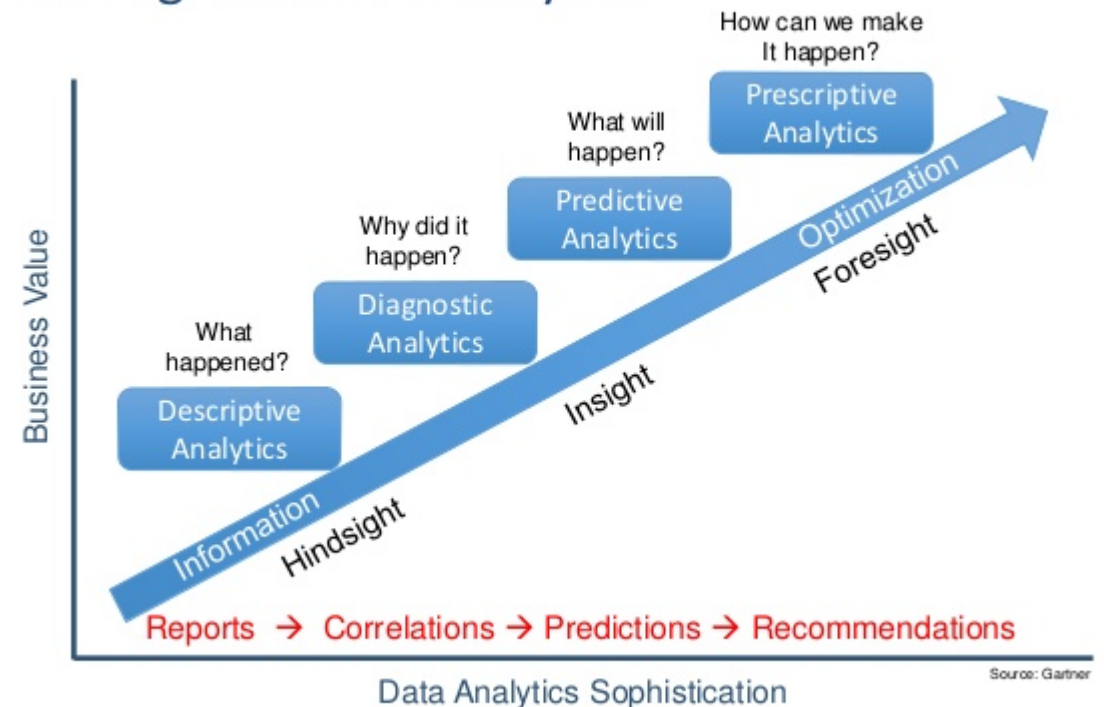 How can we make
It happen?
Prescriptive
Analytics
What will
happen?
Predictive
Analytics
Why did it
happen?
Diagnostic
Analytics
What
happened?
Descriptive
Analytics
Information
Optimization
Hindsight
Insight
Foresight
Reports → Correlations → Predictions → Recommendations
Business Value
Data Analytics Sophistication
Source: Gartner